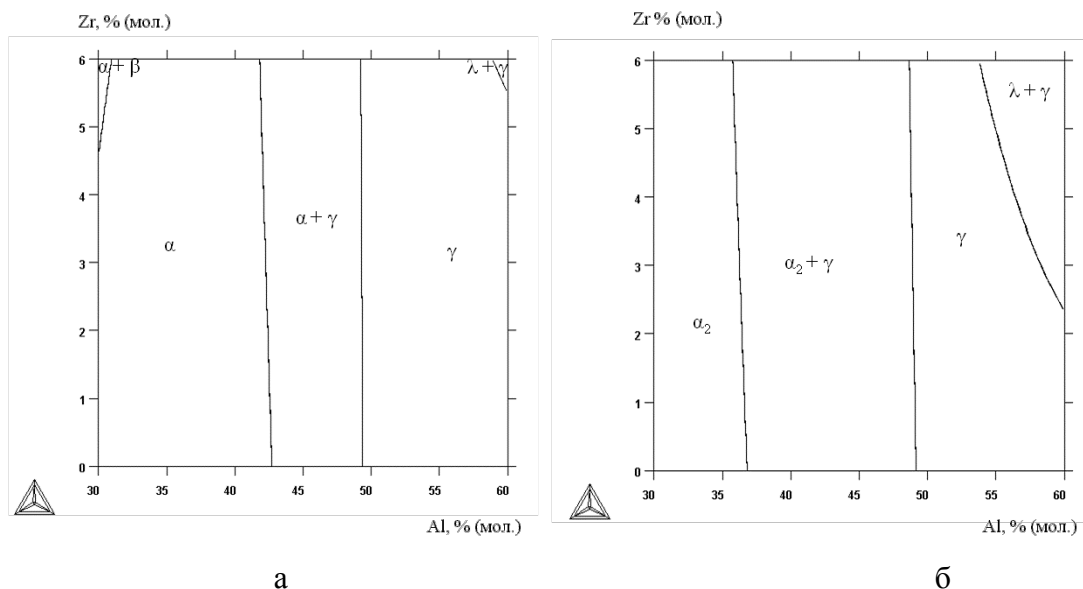 Zr, % (мол.)
6
5
4
3
2
1
0
α + β
λ + γ
α
α + γ
γ
30
35
40
45
50
55
60
Al, % (мол.)
а
Zr % (мол.)
6
5
4
3
2
1
0
λ + γ
γ
α₂ + γ
α₂
30
35
40
45
50
55
60
Al, % (мол.)
б